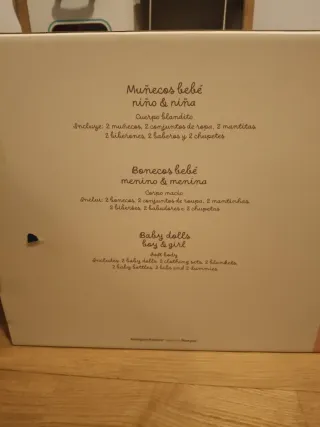 Muñecos bebé
niño & niña
Cuerpo blandito
Incluye: 2 muñecos, 2 conjuntos de ropa, 2 mantitas
2 biberones, 2 baberos y 2 chupetes
Bonecos bebé
menino & menina
Corpo macio
Inclui: 2 bonecos, 2 conjuntos de roupa, 2 mantinhas
2 biberões, 2 babadores e 2 chupetes
Baby dolls
boy & girl
Soft body
Includes: 2 baby dolls, 2 clothing sets, 2 blankets,
2 baby bottles, 2 bibs and 2 dummies